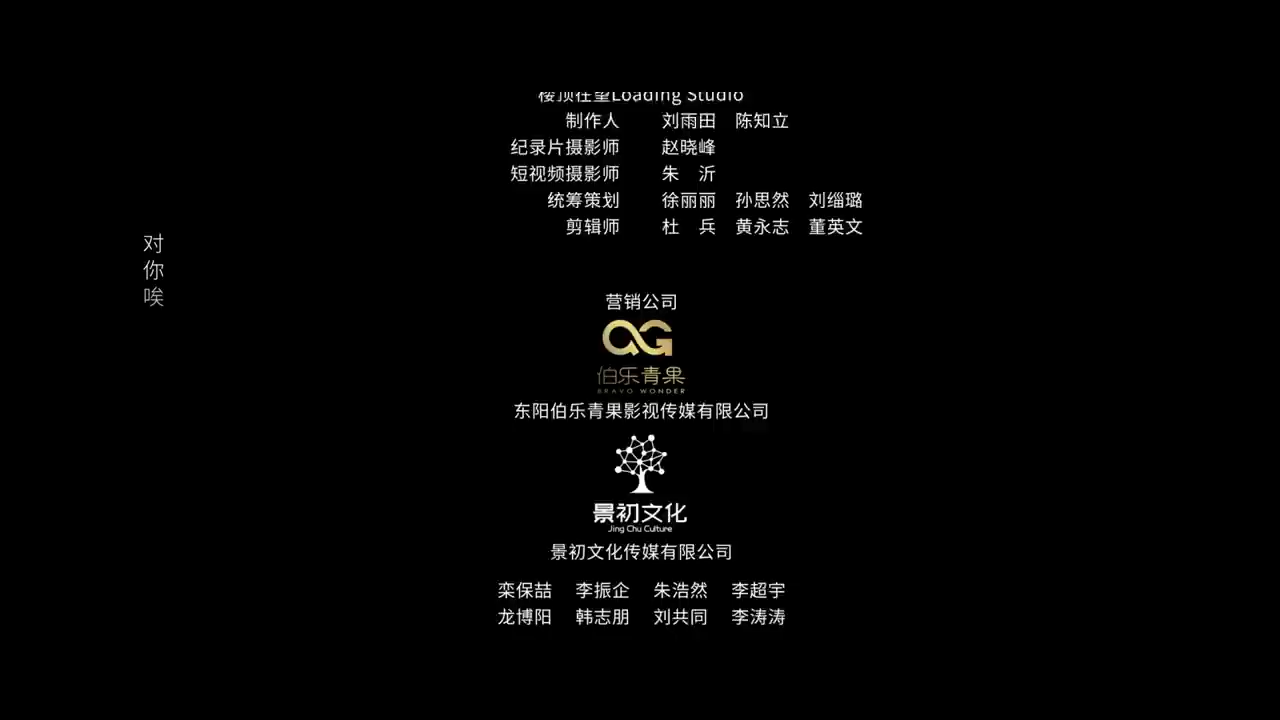 Loading Studio
制作人 刘雨田 陈知立
纪录片摄影师 赵晓峰
短视频摄影师 朱 沂
统筹策划 徐丽丽 孙思然 刘缁璐
剪辑师 杜 兵 黄永志 董英文
对你唉
营销公司
伯乐青果
BRAVO WONDER
东阳伯乐青果影视传媒有限公司
景初文化
Jing Chu Culture
景初文化传媒有限公司
栾保喆 李振企 朱浩然 李超宇
龙博阳 韩志朋 刘共同 李涛涛